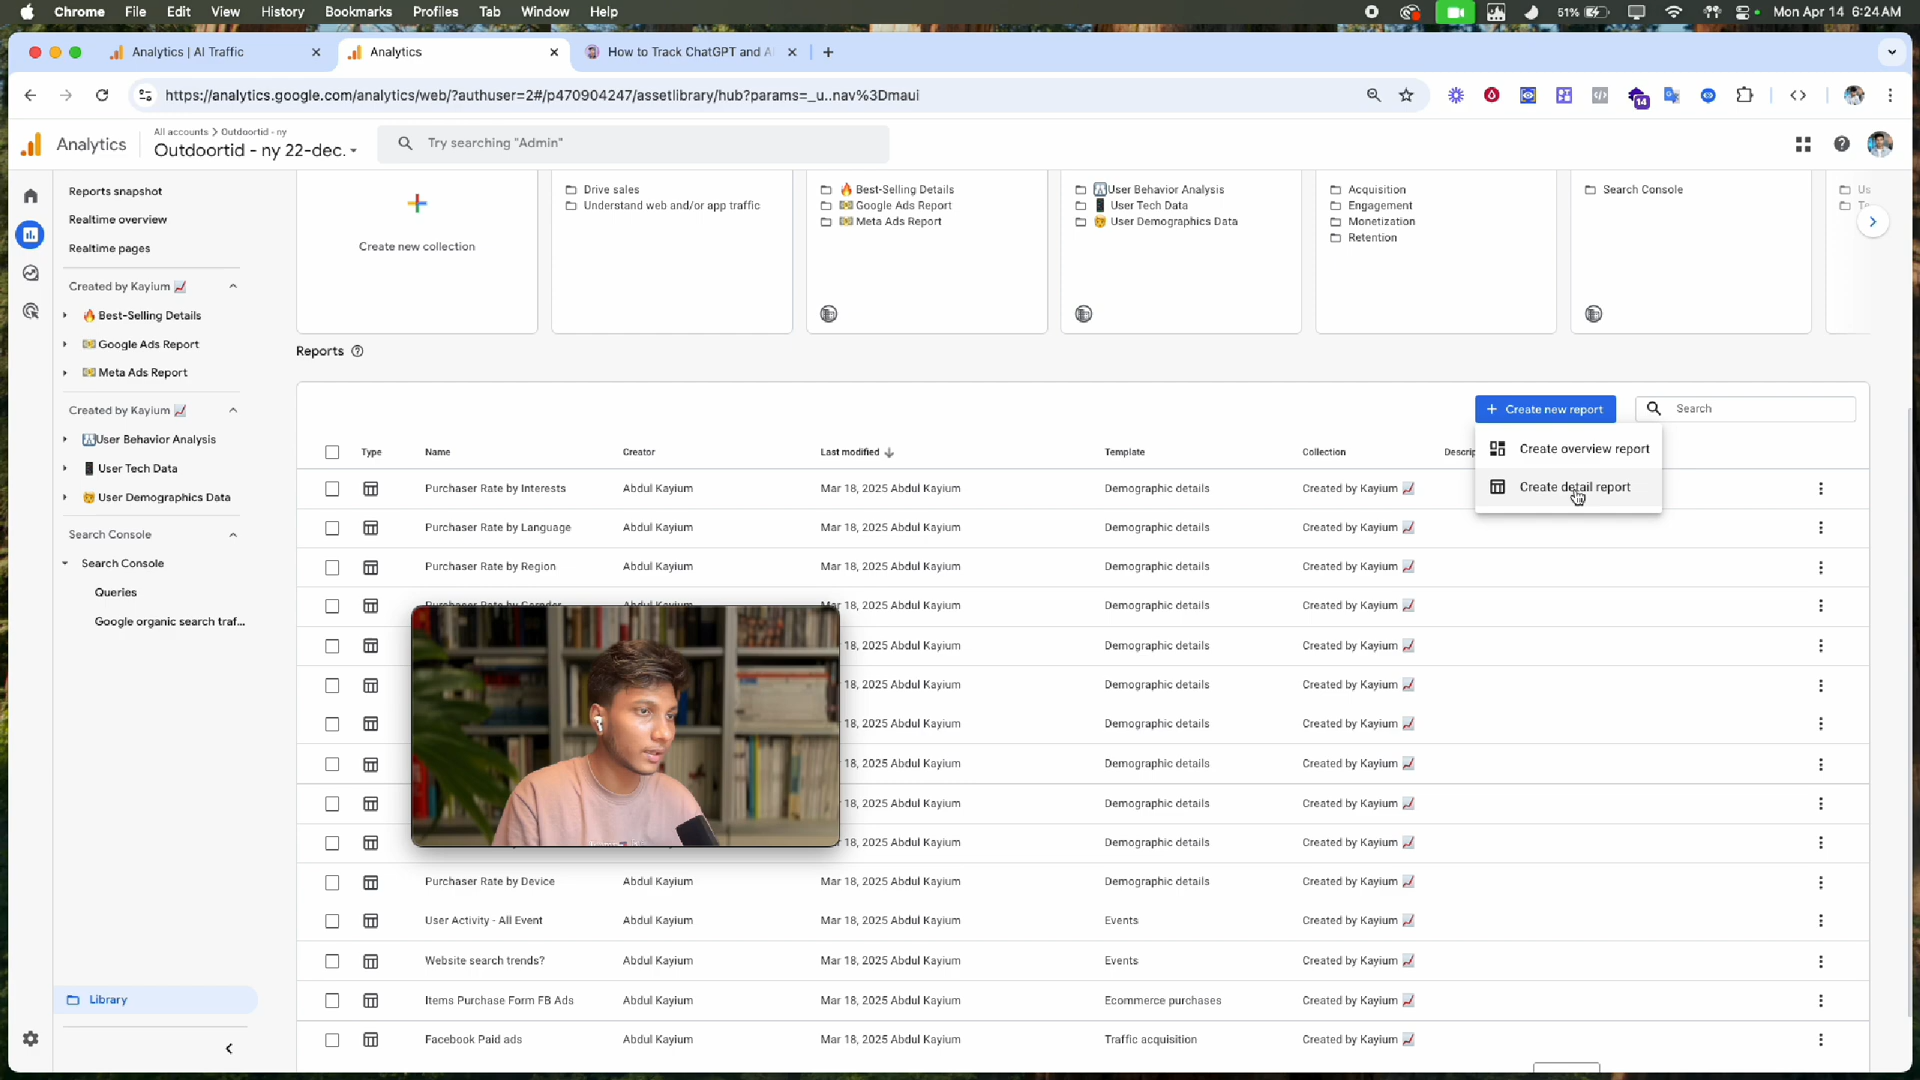 Chrome File Edit View History Bookmarks Profiles Tab Window Help 51% Mon Apr 14 6:24 AM
Analytics | AI Traffic
Analytics
How to Track ChatGPT and A
https://analytics.google.com/analytics/web/?authuser=2#/p470904247/assetlibrary/hub?params=_u..nav%3Dmaui
14
Analytics
All accounts > Outdoortid - ny
Outdoortid - ny 22-dec.
Try searching "Admin"
Reports snapshot
Realtime overview
Realtime pages
Created by Kayium 📈
🔥 Best-Selling Details
💵 Google Ads Report
💵 Meta Ads Report
Created by Kayium 📈
User Behavior Analysis
📱 User Tech Data
User Demographics Data
Search Console
Search Console
Queries
Google organic search traf...
Library
Create new collection
Drive sales
Understand web and/or app traffic
🔥 Best-Selling Details
💵 Google Ads Report
💵 Meta Ads Report
User Behavior Analysis
📱 User Tech Data
User Demographics Data
Acquisition
Engagement
Monetization
Retention
Search Console
Us
Reports
+ Create new report
Search
Create overview report
Create detail report
Type Name Creator Last modified Template Collection Descrip
Purchaser Rate by Interests Abdul Kayium Mar 18, 2025 Abdul Kayium Demographic details Created by Kayium 📈
Purchaser Rate by Language Abdul Kayium Mar 18, 2025 Abdul Kayium Demographic details Created by Kayium 📈
Purchaser Rate by Region Abdul Kayium Mar 18, 2025 Abdul Kayium Demographic details Created by Kayium 📈
Purchaser Rate by Abdul Kayium Mar 18, 2025 Abdul Kayium Demographic details Created by Kayium 📈
18, 2025 Abdul Kayium Demographic details Created by Kayium 📈
18, 2025 Abdul Kayium Demographic details Created by Kayium 📈
18, 2025 Abdul Kayium Demographic details Created by Kayium 📈
18, 2025 Abdul Kayium Demographic details Created by Kayium 📈
18, 2025 Abdul Kayium Demographic details Created by Kayium 📈
18, 2025 Abdul Kayium Demographic details Created by Kayium 📈
Purchaser Rate by Device Abdul Kayium Mar 18, 2025 Abdul Kayium Demographic details Created by Kayium 📈
User Activity - All Event Abdul Kayium Mar 18, 2025 Abdul Kayium Events Created by Kayium 📈
Website search trends? Abdul Kayium Mar 18, 2025 Abdul Kayium Events Created by Kayium 📈
Items Purchase Form FB Ads Abdul Kayium Mar 18, 2025 Abdul Kayium Ecommerce purchases Created by Kayium 📈
Facebook Paid ads Abdul Kayium Mar 18, 2025 Abdul Kayium Traffic acquisition Created by Kayium 📈